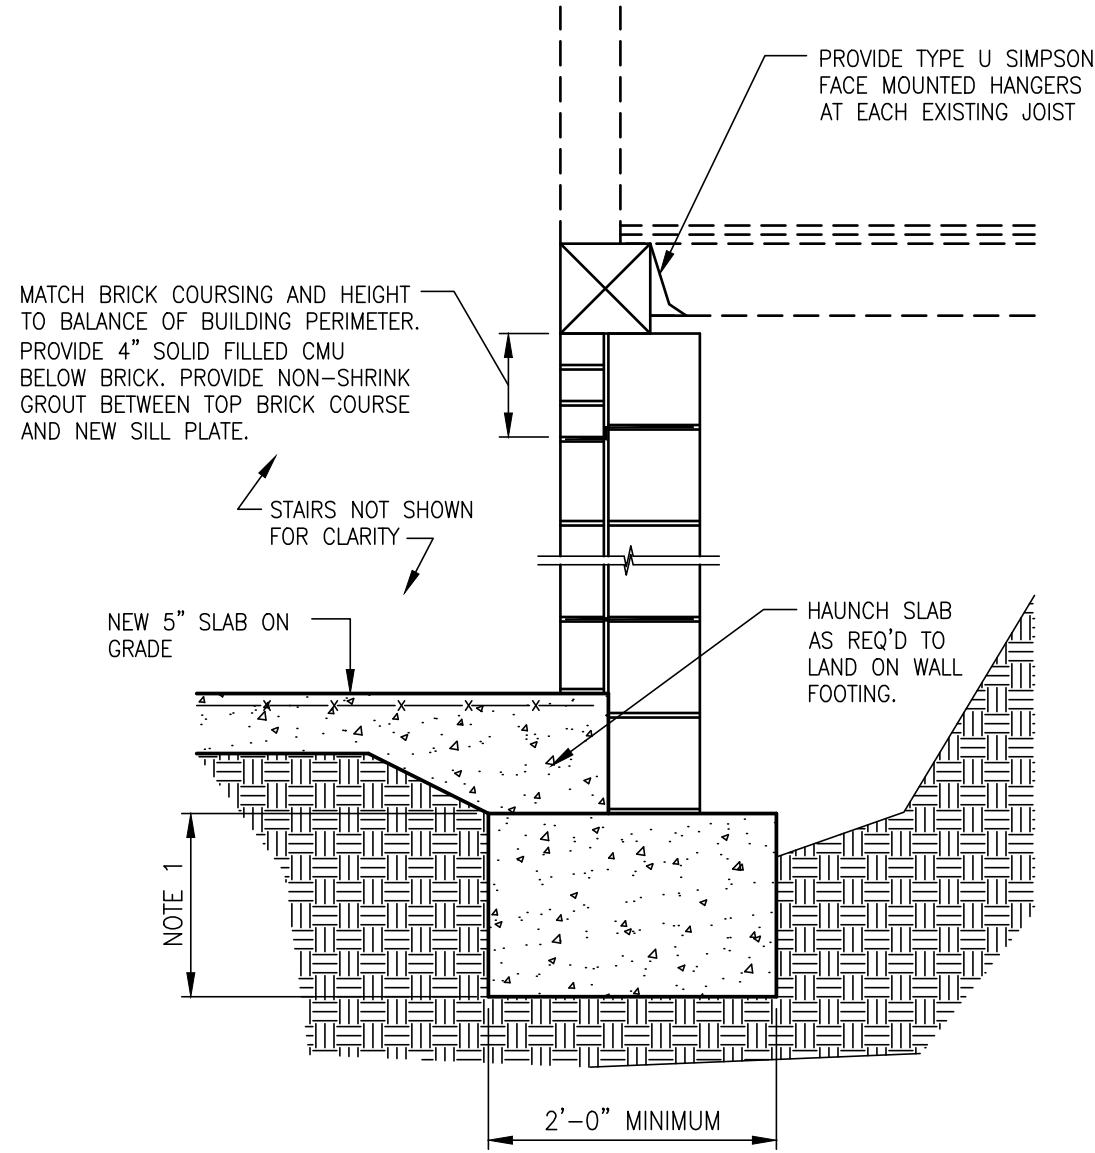 PROVIDE TYPE U SIMPSON
FACE MOUNTED HANGERS
AT EACH EXISTING JOIST
MATCH BRICK COURSING AND HEIGHT
TO BALANCE OF BUILDING PERIMETER.
PROVIDE 4" SOLID FILLED CMU
BELOW BRICK. PROVIDE NON-SHRINK
GROUT BETWEEN TOP BRICK COURSE
AND NEW SILL PLATE.
STAIRS NOT SHOWN
FOR CLARITY
NEW 5" SLAB ON
GRADE
HAUNCH SLAB
AS REQ'D TO
LAND ON WALL
FOOTING.
NOTE 1
2'-0" MINIMUM